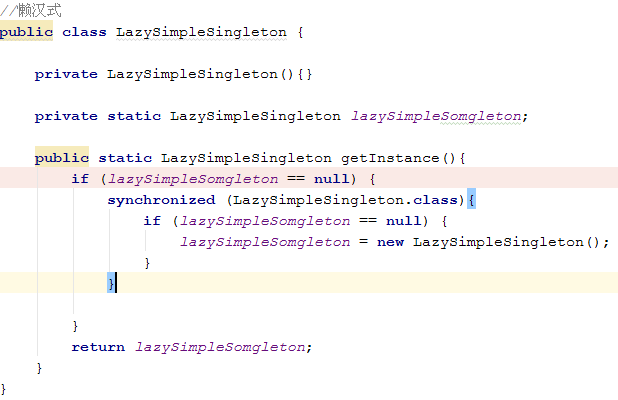 //懒汉式
public class LazySimpleSingleton {
private LazySimpleSingleton(){}
private static LazySimpleSingleton lazySimpleSomgleton;
public static LazySimpleSingleton getInstance(){
if (lazySimpleSomgleton == null) {
synchronized (LazySimpleSingleton.class){
if (lazySimpleSomgleton == null) {
lazySimpleSomgleton = new LazySimpleSingleton();
}
}
}
return lazySimpleSomgleton;
}
}